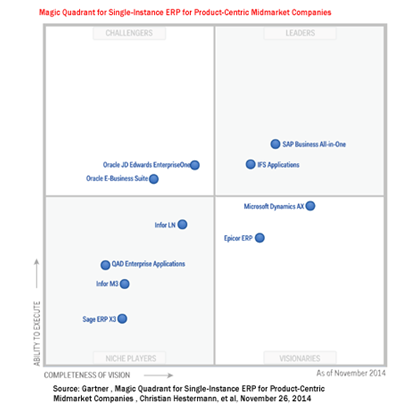 Magic Quadrant for Single-Instance ERP for Product-Centric Midmarket Companies
CHALLENGERS
LEADERS
SAP Business All-in-One
Oracle JD Edwards EnterpriseOne
IFS Applications
Oracle E-Business Suite
Microsoft Dynamics AX
Infor LN
Epicor ERP
QAD Enterprise Applications
Infor M3
Sage ERP X3
ABILITY TO EXECUTE
NICHE PLAYERS
VISIONARIES
COMPLETENESS OF VISION
As of November 2014
Source: Gartner , Magic Quadrant for Single-Instance ERP for Product-Centric
Midmarket Companies , Christian Hestermann, et al, November 26, 2014